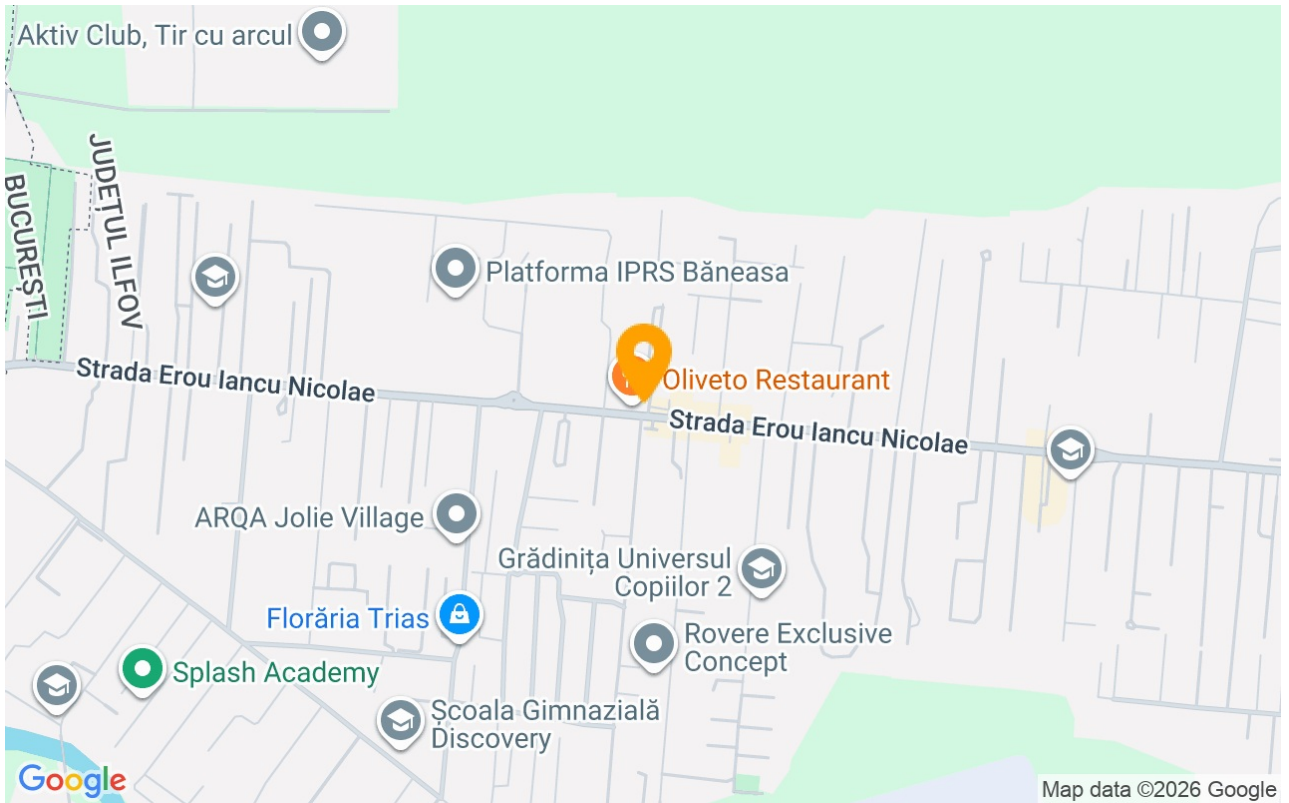 Aktiv Club, Tir cu arcul
JUDEȚUL ILFOV
BUCUREȘTI
Platforma IPRS Băneasa
Strada Erou Iancu Nicolae
Oliveto Restaurant
Strada Erou Iancu Nicolae
ARQA Jolie Village
Grădinița Universul
Copiilor 2
Florăria Trias
Rovere Exclusive
Concept
Splash Academy
Școala Gimnazială
Discovery
Google
Map data ©2026 Google